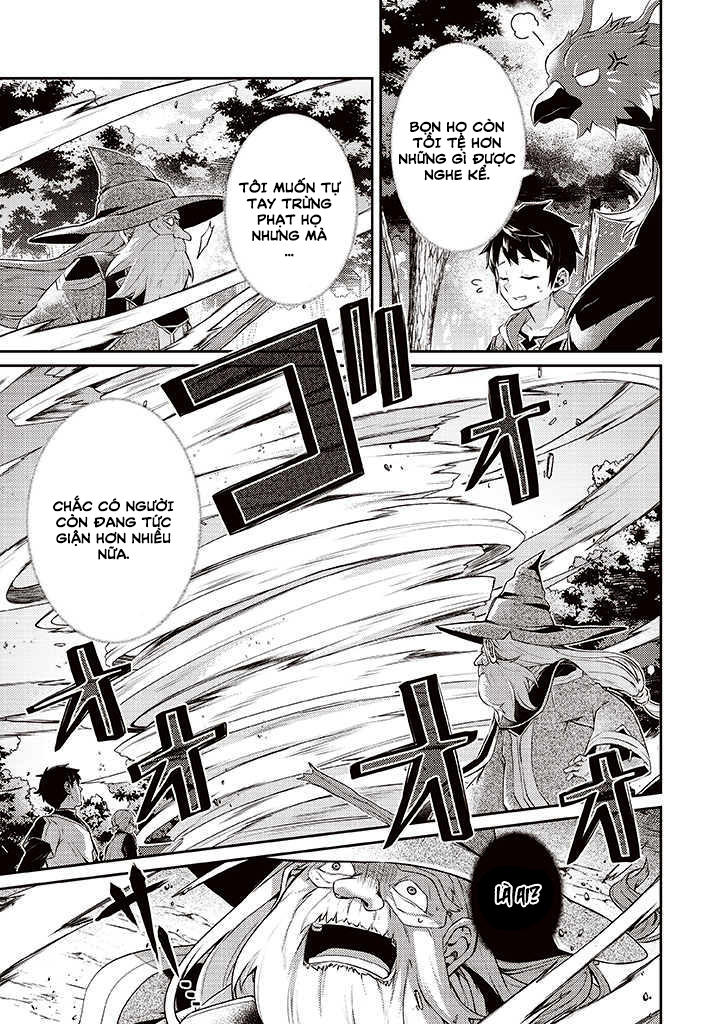 BỌN HỌ CÒN
TỒI TỆ HƠN
NHỮNG GÌ ĐƯỢC
NGHE KỂ.
TÔI MUỐN TỰ
TAY TRỪNG
PHẠT HỌ
NHƯNG MÀ
...
ゴオオオオオ
CHẮC CÓ NGƯỜI
CÒN ĐANG TỨC
GIẬN HƠN NHIỀU
NỮA.
LÀ AI?